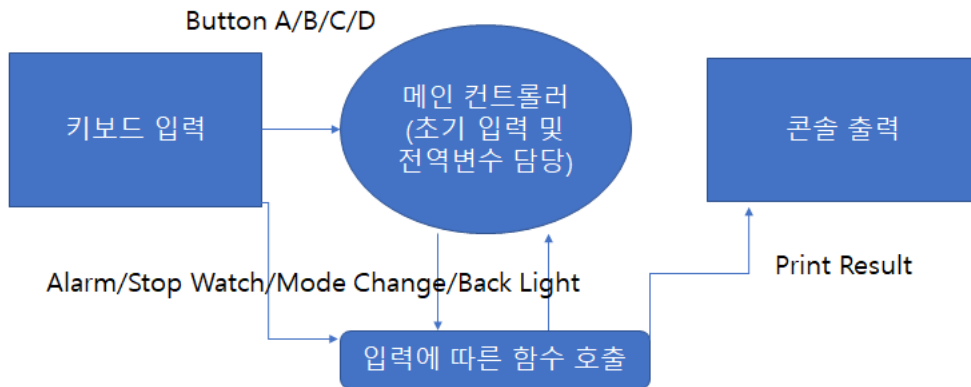 Button A/B/C/D
키보드 입력
메인 컨트롤러
(초기 입력 및
전역변수 담당)
콘솔 출력
Alarm/Stop Watch/Mode Change/Back Light
Print Result
입력에 따른 함수 호출